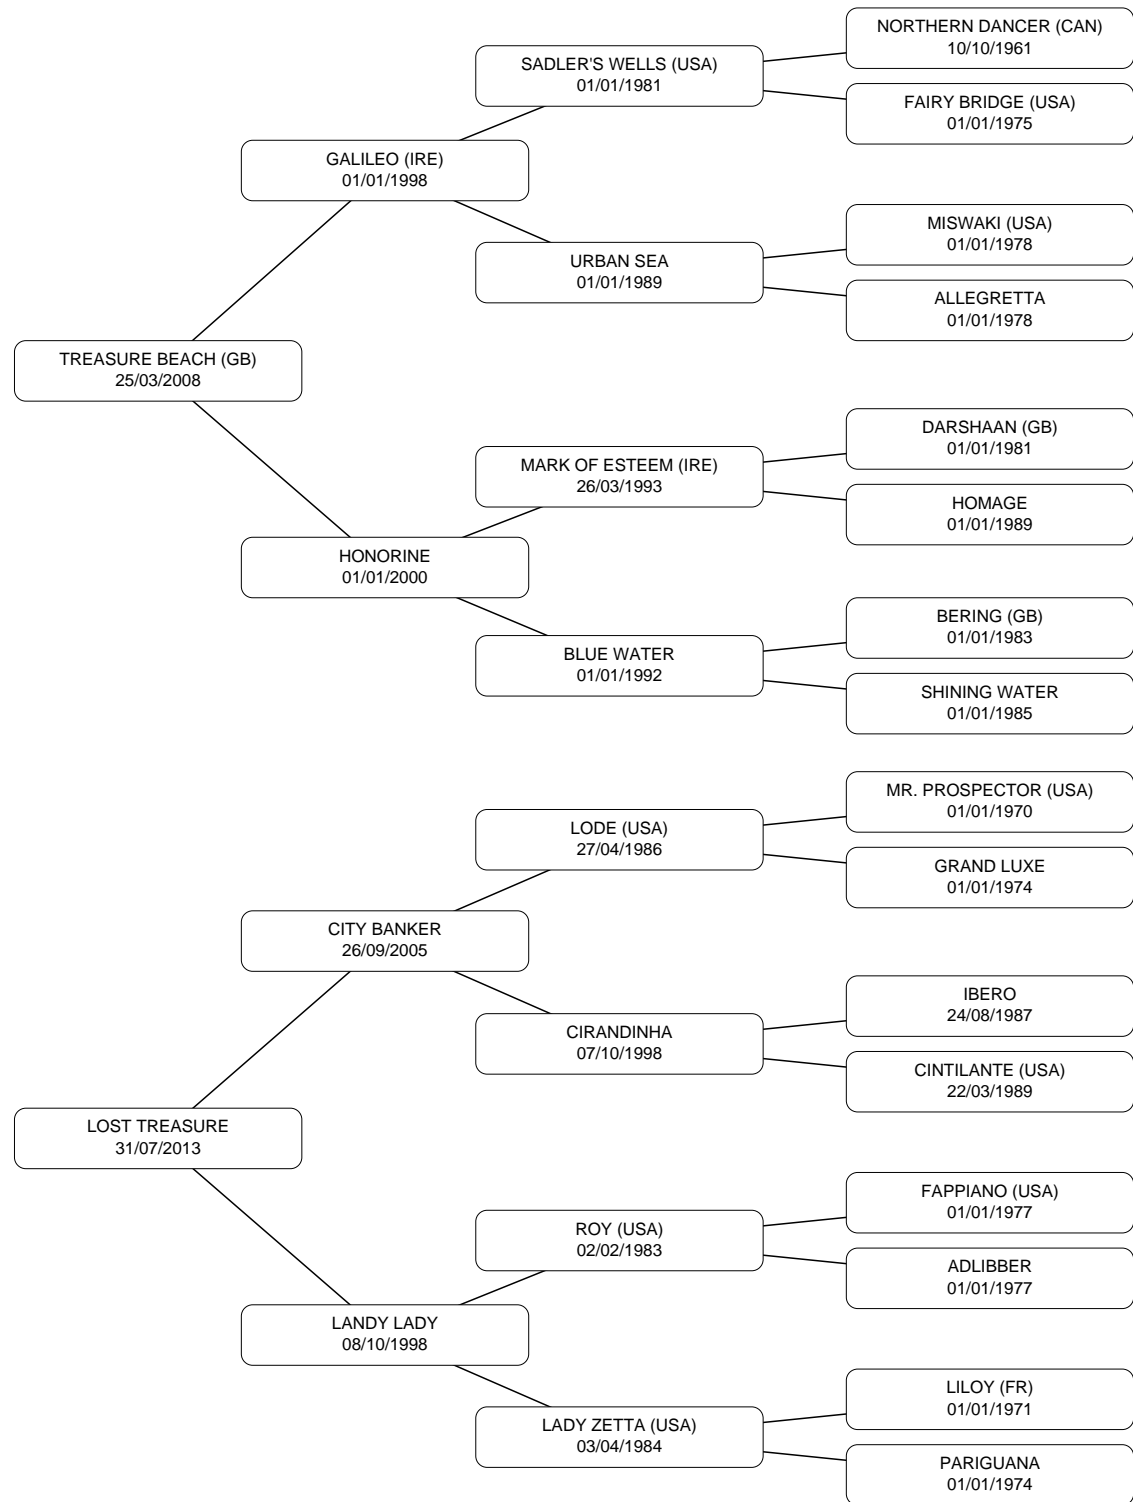 NORTHERN DANCER (CAN)
10/10/1961
SADLER'S WELLS (USA)
01/01/1981
FAIRY BRIDGE (USA)
01/01/1975
GALILEO (IRE)
01/01/1998
MISWAKI (USA)
01/01/1978
URBAN SEA
01/01/1989
ALLEGRETTA
01/01/1978
TREASURE BEACH (GB)
25/03/2008
DARSHAAN (GB)
01/01/1981
MARK OF ESTEEM (IRE)
26/03/1993
HOMAGE
01/01/1989
HONORINE
01/01/2000
BERING (GB)
01/01/1983
BLUE WATER
01/01/1992
SHINING WATER
01/01/1985
MR. PROSPECTOR (USA)
01/01/1970
LODE (USA)
27/04/1986
GRAND LUXE
01/01/1974
CITY BANKER
26/09/2005
IBERO
24/08/1987
CIRANDINHA
07/10/1998
CINTILANTE (USA)
22/03/1989
LOST TREASURE
31/07/2013
FAPPIANO (USA)
01/01/1977
ROY (USA)
02/02/1983
ADLIBBER
01/01/1977
LANDY LADY
08/10/1998
LILOY (FR)
01/01/1971
LADY ZETTA (USA)
03/04/1984
PARIGUANA
01/01/1974